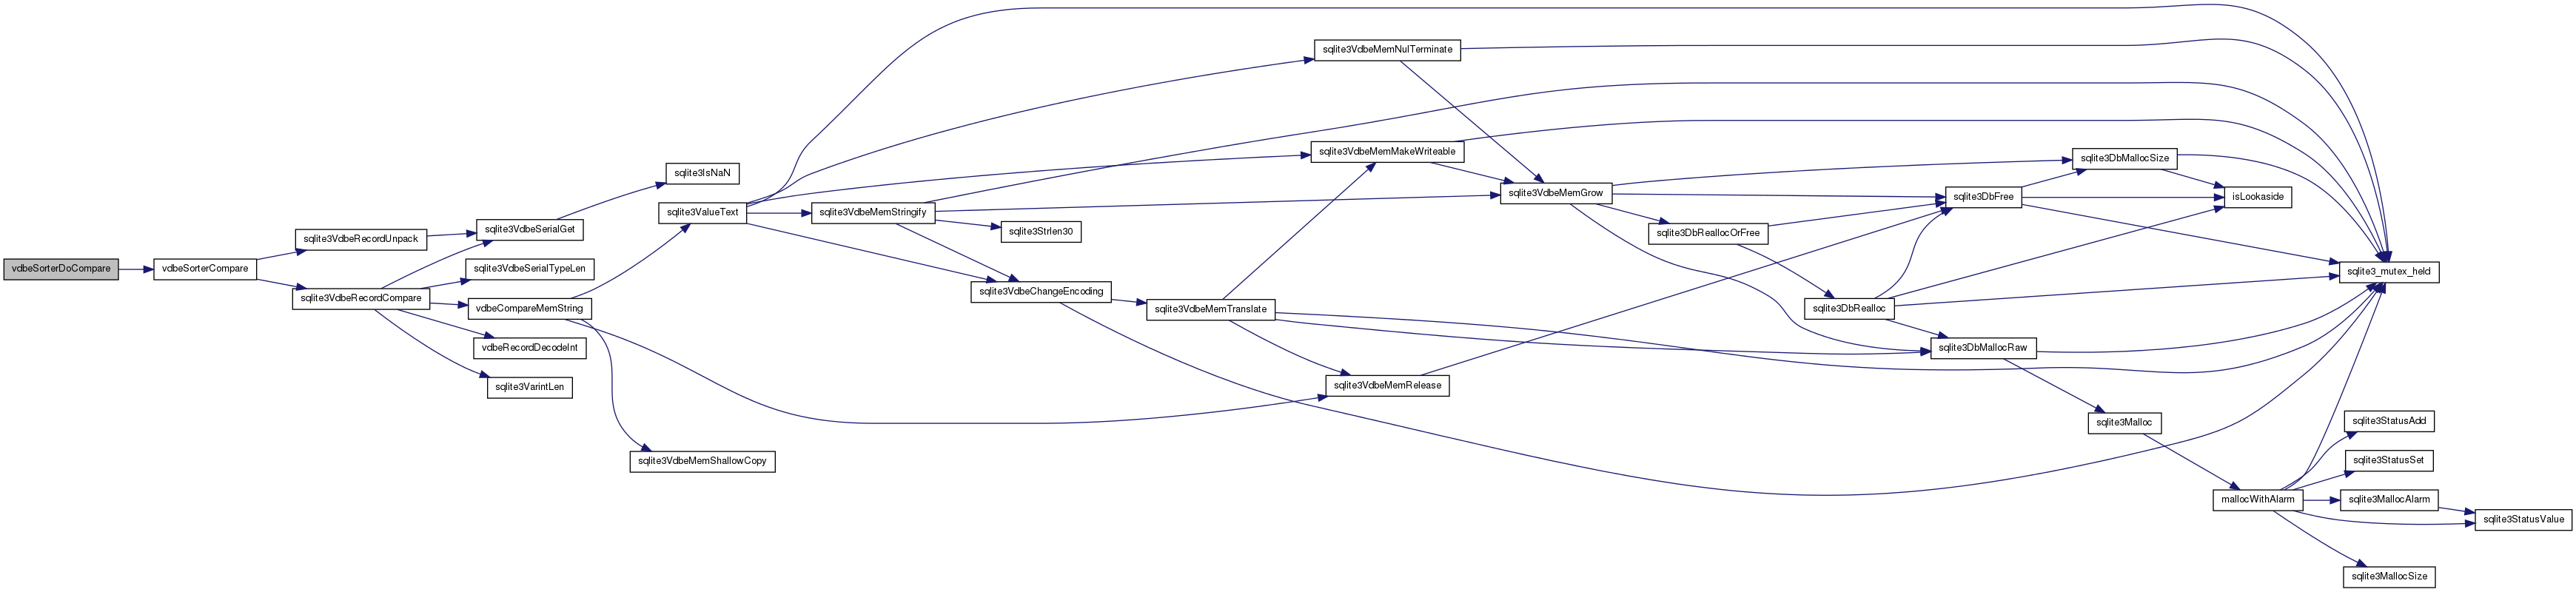 vdbeSorterDoCompare
vdbeSorterCompare
sqlite3VdbeRecordUnpack
sqlite3VdbeRecordCompare
sqlite3VdbeSerialGet
sqlite3VdbeSerialTypeLen
vdbeCompareMemString
vdbeRecordDecodeInt
sqlite3VarintLen
sqlite3IsNaN
sqlite3ValueText
sqlite3VdbeMemShallowCopy
sqlite3VdbeMemStringify
sqlite3VdbeChangeEncoding
sqlite3Strlen30
sqlite3VdbeMemTranslate
sqlite3VdbeMemNulTerminate
sqlite3VdbeMemMakeWriteable
sqlite3VdbeMemRelease
sqlite3VdbeMemGrow
sqlite3DbReallocOrFree
sqlite3DbRealloc
sqlite3DbFree
sqlite3DbMallocRaw
sqlite3DbMallocSize
sqlite3Malloc
isLookaside
mallocWithAlarm
sqlite3_mutex_held
sqlite3StatusAdd
sqlite3StatusSet
sqlite3MallocAlarm
sqlite3MallocSize
sqlite3StatusValue